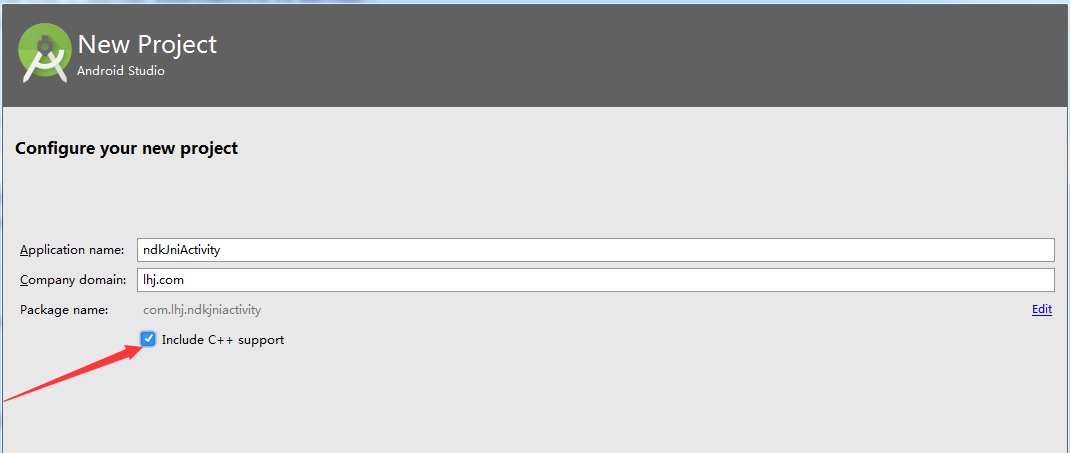 New Project
Android Studio
Configure your new project
Application name: ndkJniActivity
Company domain: lhj.com
Package name: com.lhj.ndkjniactivity Edit
Include C++ support